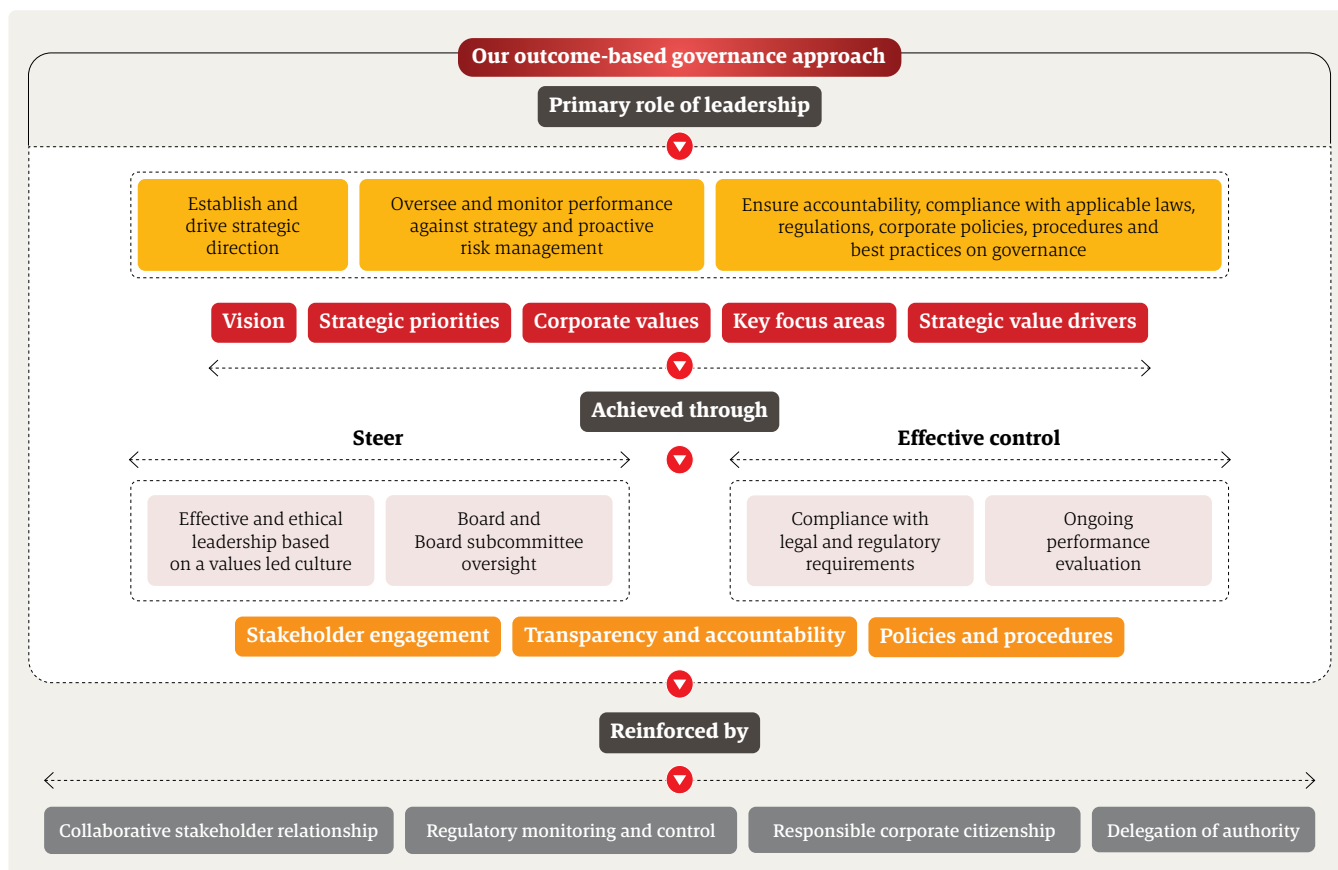 Our outcome-based governance approach
Primary role of leadership
Establish and
drive strategic
direction
Oversee and monitor performance
against strategy and proactive
risk management
Ensure accountability, compliance with applicable laws,
regulations, corporate policies, procedures and
best practices on governance
Vision
Strategic priorities
Corporate values
Key focus areas
Strategic value drivers
Achieved through
Steer
Effective control
Effective and ethical
leadership based
on a values led culture
Board and
Board subcommittee
oversight
Compliance with
legal and regulatory
requirements
Ongoing
performance
evaluation
Stakeholder engagement
Transparency and accountability
Policies and procedures
Reinforced by
Collaborative stakeholder relationship
Regulatory monitoring and control
Responsible corporate citizenship
Delegation of authority